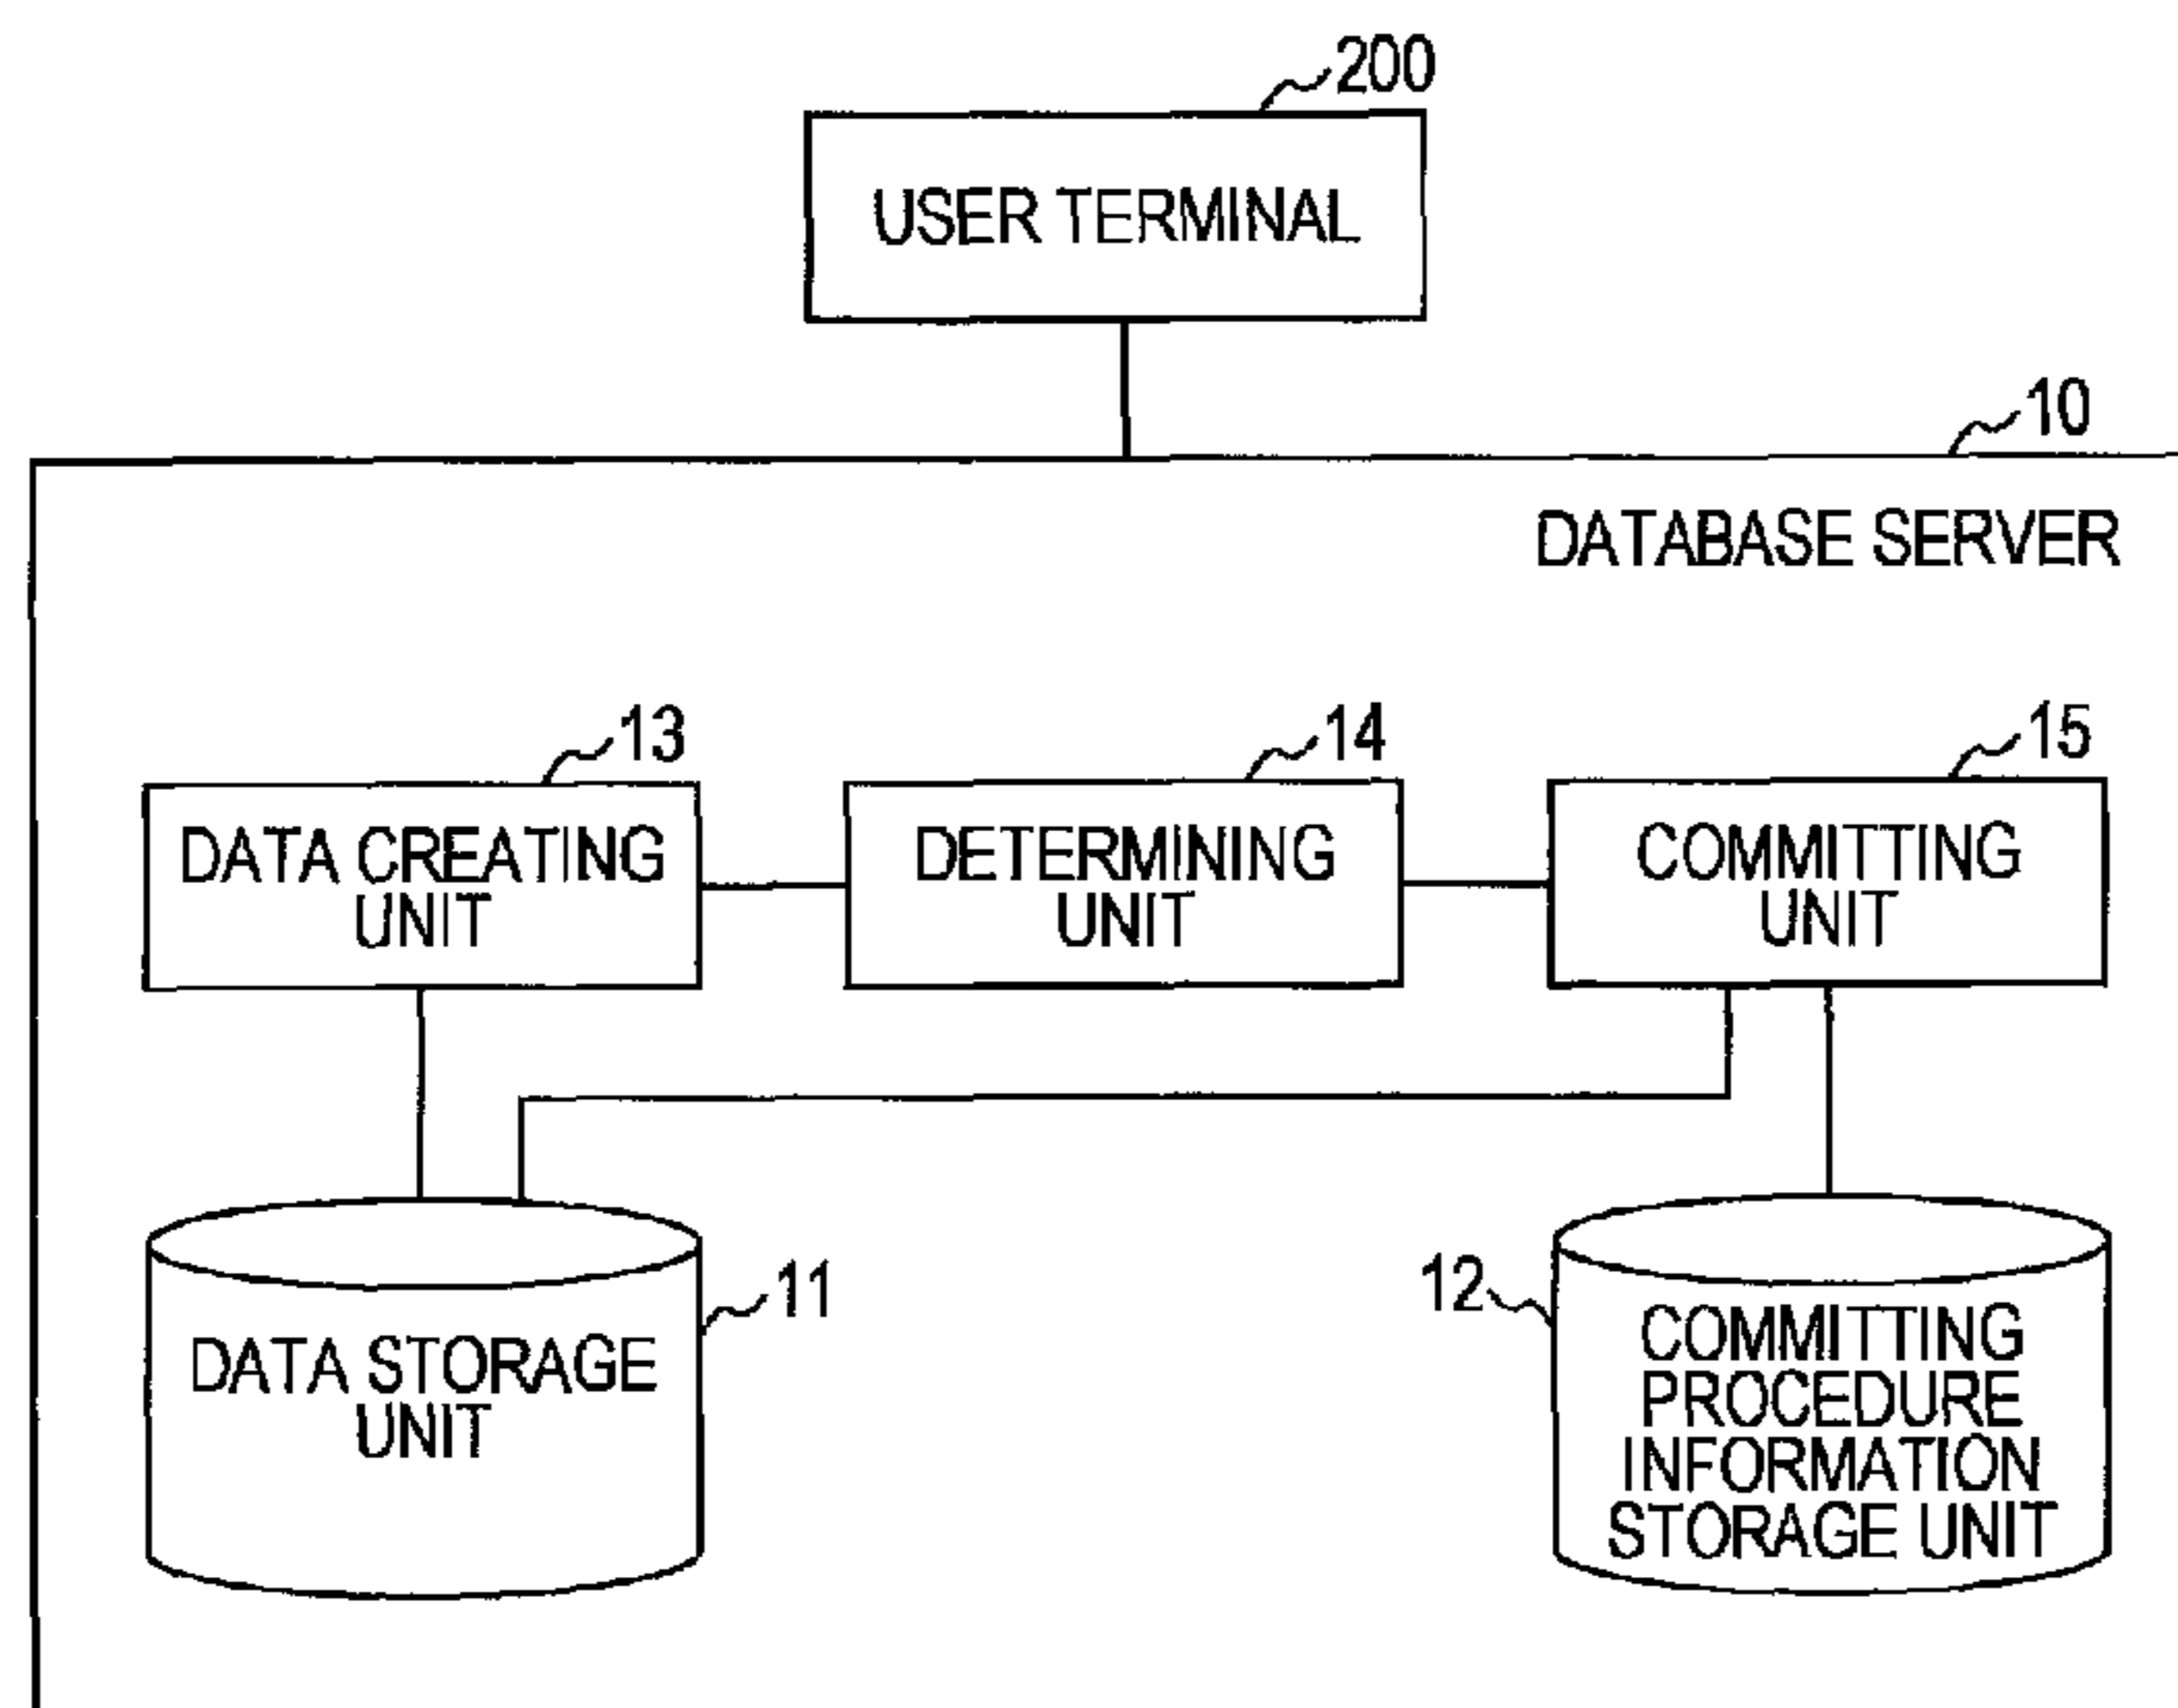 200
USER TERMINAL
10
DATABASE SERVER
13
14
15
DATA CREATING
UNIT
DETERMINING
UNIT
COMMITTING
UNIT
11
12
DATA STORAGE
UNIT
COMMITTING
PROCEDURE
INFORMATION
STORAGE UNIT